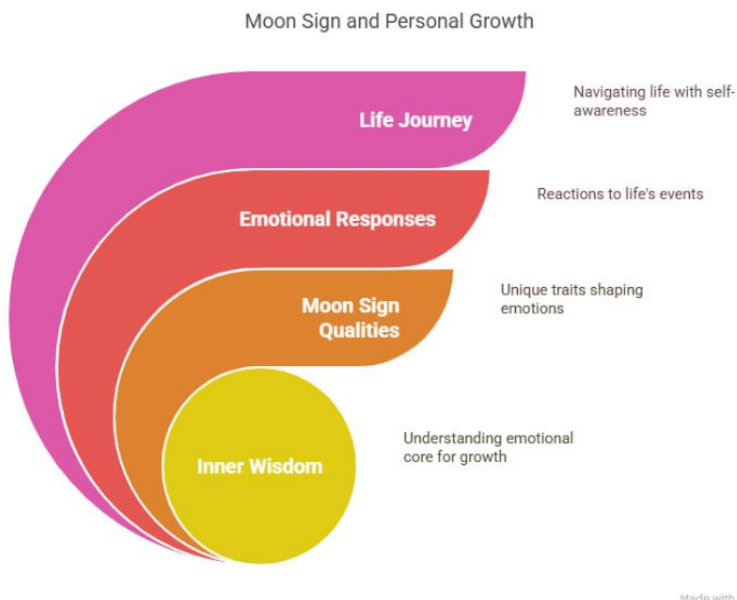 Moon Sign and Personal Growth
Life Journey
Navigating life with self-
awareness
Emotional Responses
Reactions to life's events
Moon Sign
Qualities
Unique traits shaping
emotions
Inner Wisdom
Understanding emotional
core for growth
Made with